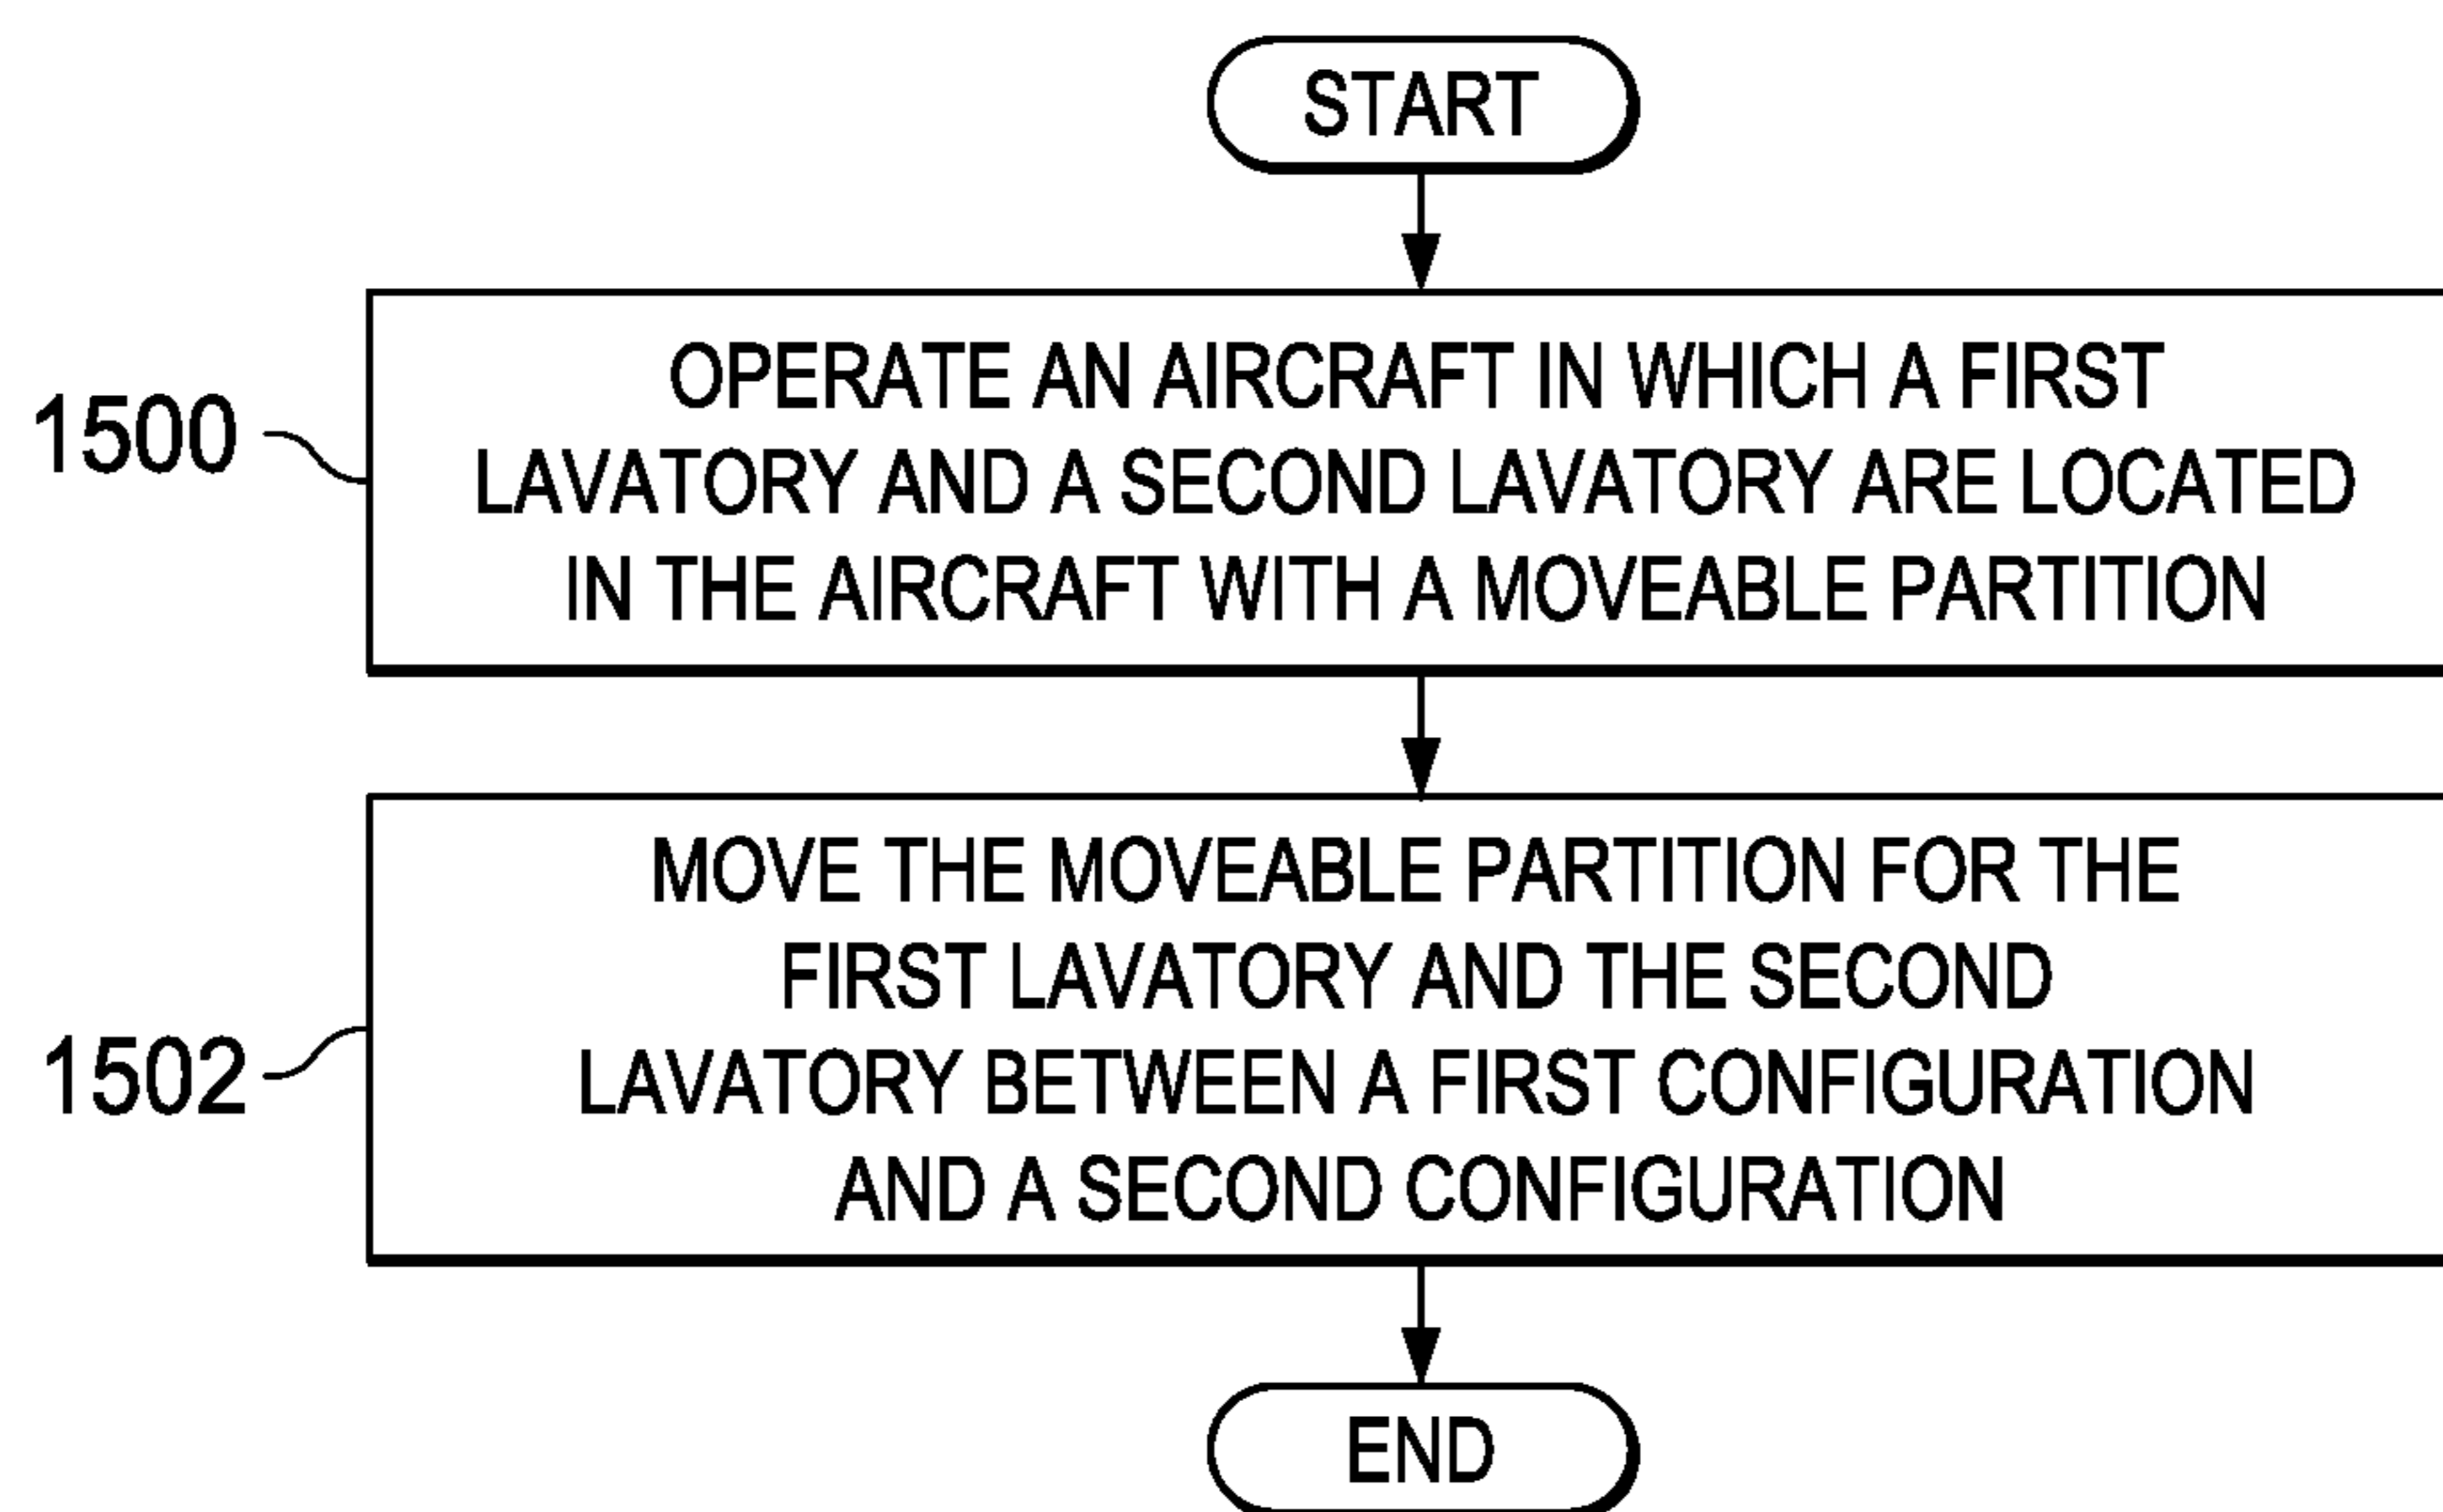 START
1500
OPERATE AN AIRCRAFT IN WHICH A FIRST
LAVATORY AND A SECOND LAVATORY ARE LOCATED
IN THE AIRCRAFT WITH A MOVEABLE PARTITION
1502
MOVE THE MOVEABLE PARTITION FOR THE
FIRST LAVATORY AND THE SECOND
LAVATORY BETWEEN A FIRST CONFIGURATION
AND A SECOND CONFIGURATION
END